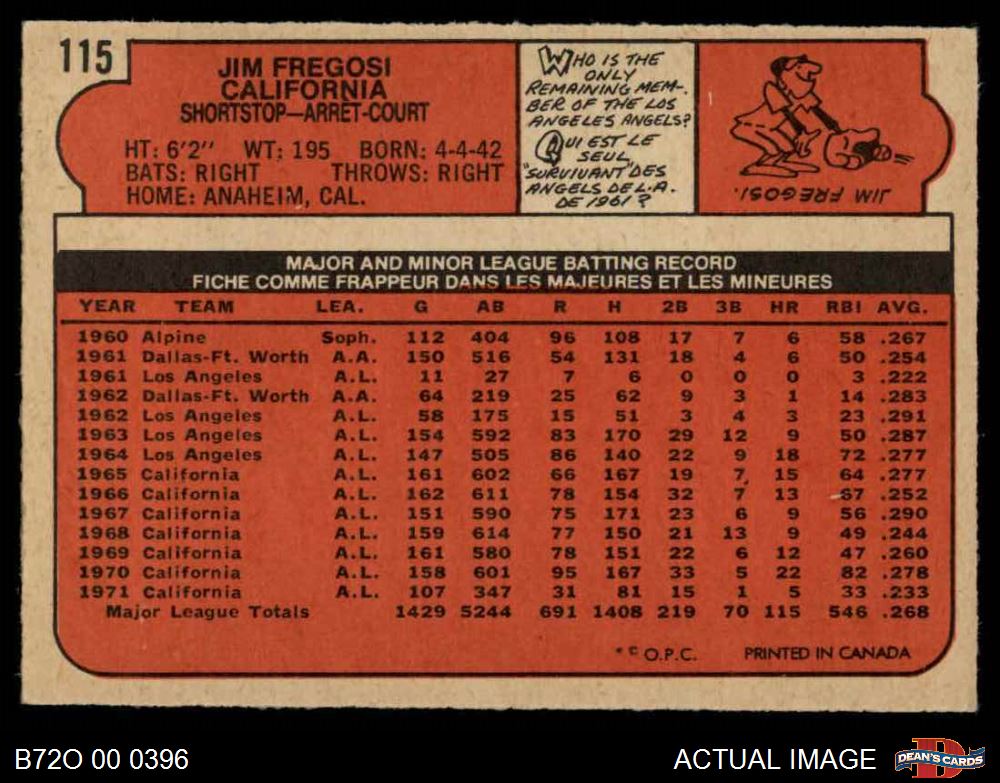 115
JIM FREGOSI
CALIFORNIA
SHORTSTOP—ARRET-COURT
HT: 6'2" WT: 195 BORN: 4-4-42
BATS: RIGHT THROWS: RIGHT
HOME: ANAHEIM, CAL.
WHO IS THE
ONLY
REMAINING MEM-
BER OF THE LOS
ANGELES ANGELS?
QUI EST LE
SEUL
"SURVIVANT" DES
ANGELS DE L.A.
DE 1961?
JIM FREGOSI.
MAJOR AND MINOR LEAGUE BATTING RECORD
FICHE COMME FRAPPEUR DANS LES MAJEURES ET LES MINEURES
YEAR TEAM LEA. G AB R H 2B 3B HR RBI AVG.
1960 Alpine Soph. 112 404 96 108 17 7 6 58 .267
1961 Dallas-Ft. Worth A.A. 150 516 54 131 18 4 6 50 .254
1961 Los Angeles A.L. 11 27 7 6 0 0 0 3 .222
1962 Dallas-Ft. Worth A.A. 64 219 25 62 9 3 1 14 .283
1962 Los Angeles A.L. 58 175 15 51 3 4 3 23 .291
1963 Los Angeles A.L. 154 592 83 170 29 12 9 50 .287
1964 Los Angeles A.L. 147 505 86 140 22 9 18 72 .277
1965 California A.L. 161 602 66 167 19 7 15 64 .277
1966 California A.L. 162 611 78 154 32 7 13 67 .252
1967 California A.L. 151 590 75 171 23 6 9 56 .290
1968 California A.L. 159 614 77 150 21 13 9 49 .244
1969 California A.L. 161 580 78 151 22 6 12 47 .260
1970 California A.L. 158 601 95 167 33 5 22 82 .278
1971 California A.L. 107 347 31 81 15 1 5 33 .233
Major League Totals 1429 5244 691 1408 219 70 115 546 .268
* © O.P.C. PRINTED IN CANADA
B72O 00 0396
ACTUAL IMAGE
D
DEAN'S CARDS